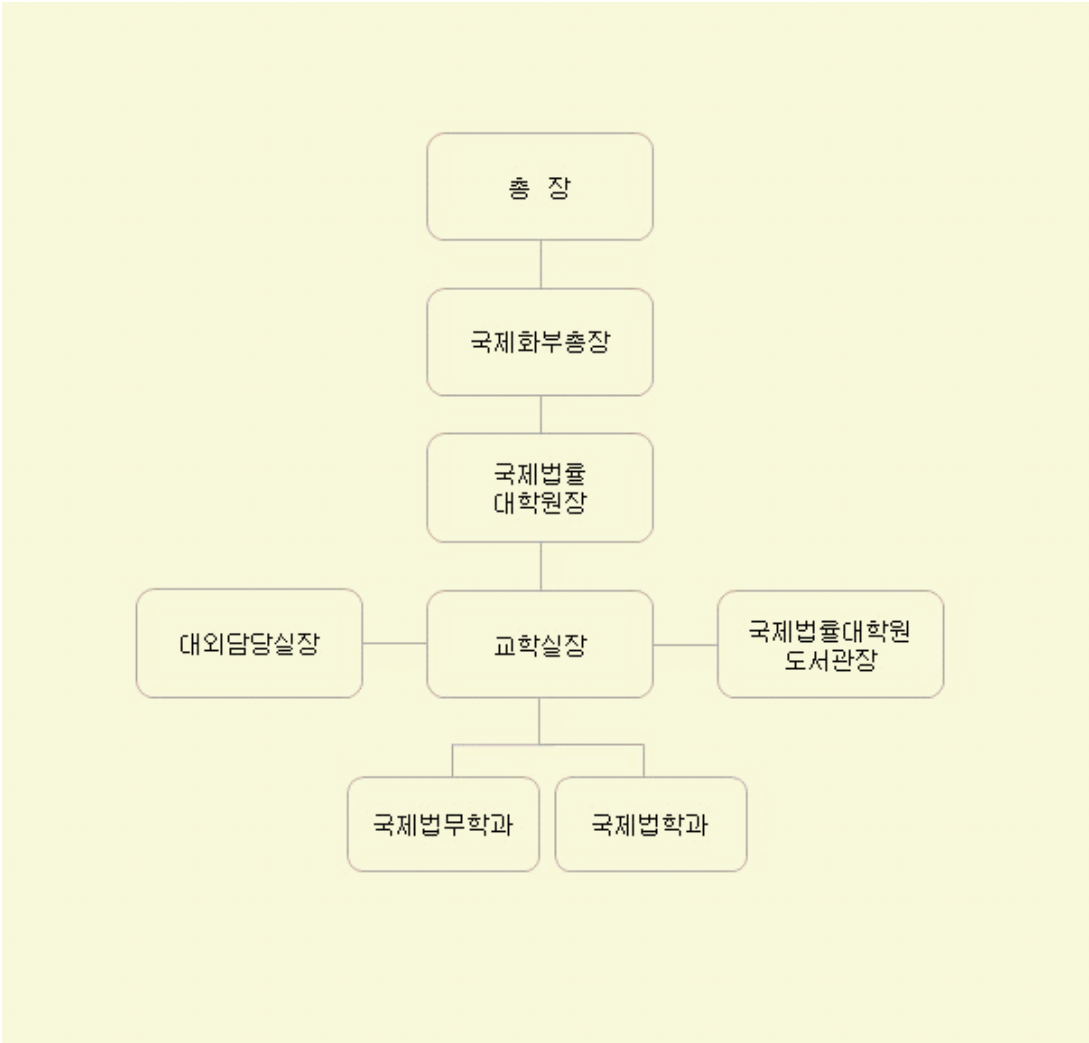 총 장
국제화부총장
국제법률
대학원장
대외담당실장
교학실장
국제법률대학원
도서관장
국제법무학과
국제법학과